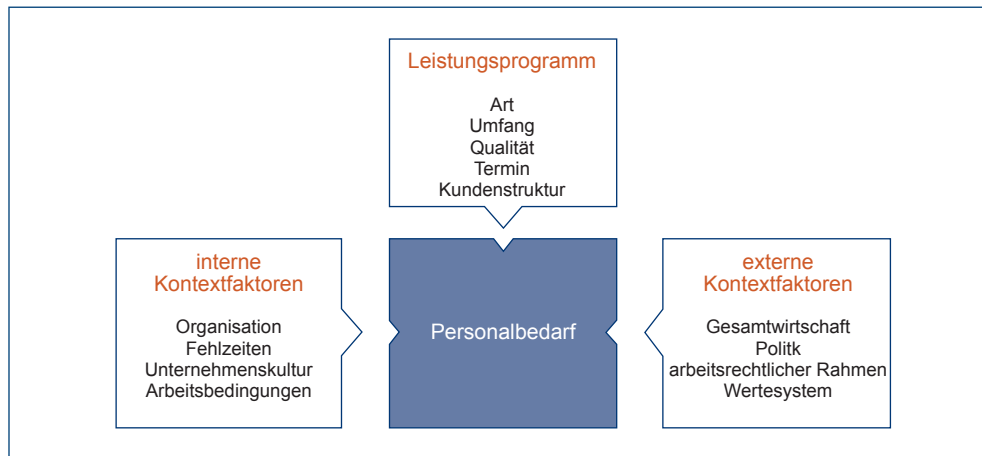 Leistungsprogramm
Art
Umfang
Qualität
Termin
Kundenstruktur
interne
Kontextfaktoren
Organisation
Fehlzeiten
Unternehmenskultur
Arbeitsbedingungen
Personalbedarf
externe
Kontextfaktoren
Gesamtwirtschaft
Politk
arbeitsrechtlicher Rahmen
Wertesystem